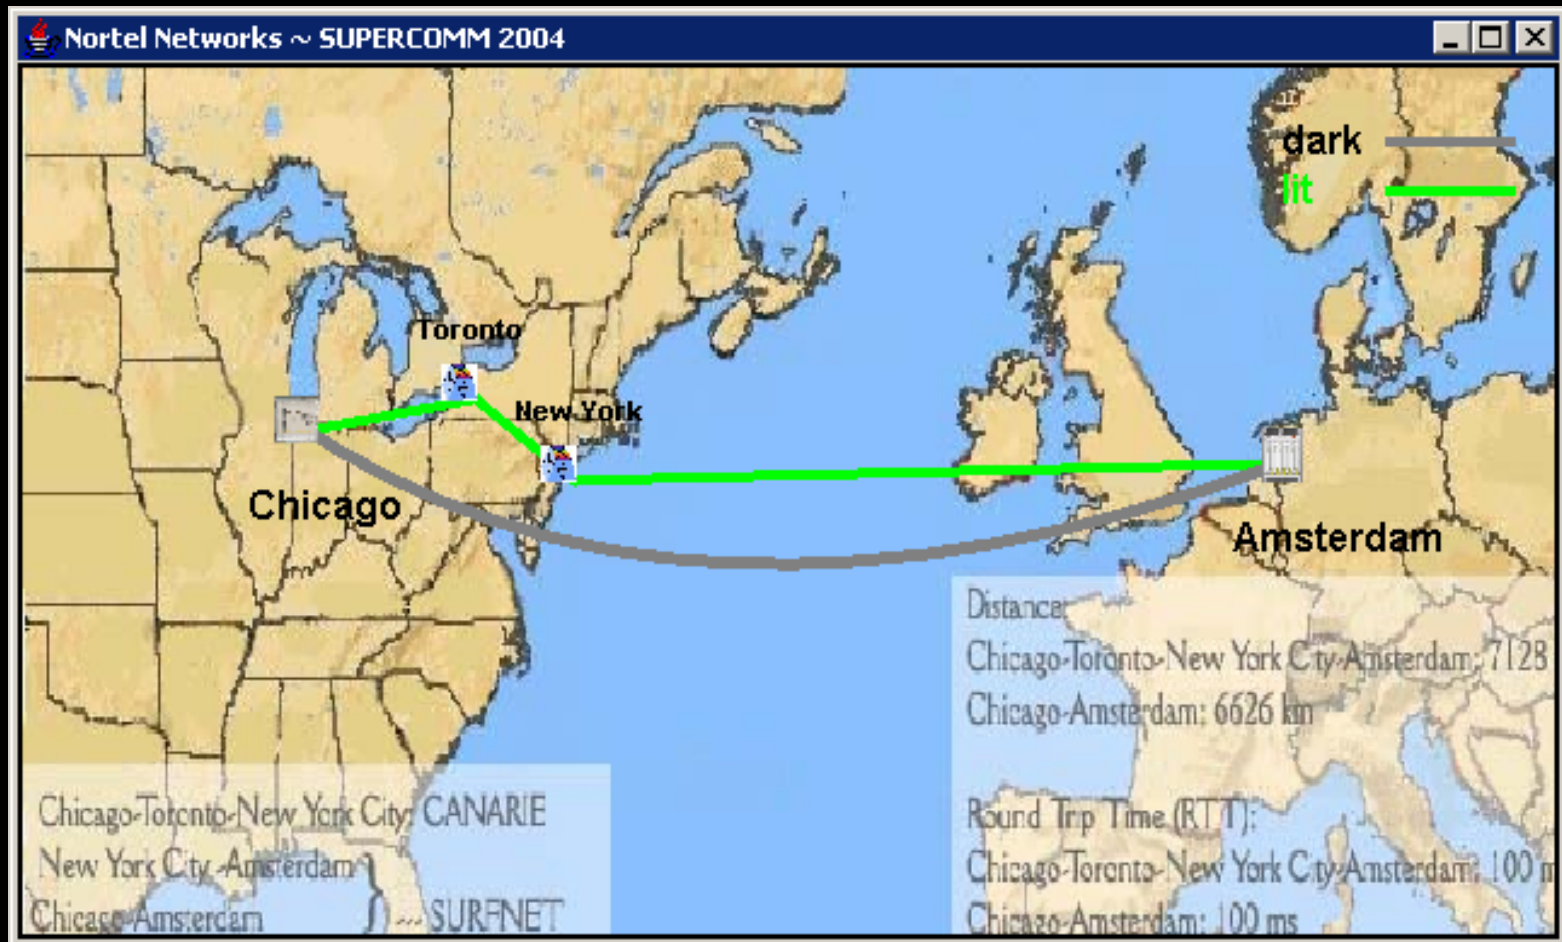 Nortel Networks ~ SUPERCOMM 2004
dark
lit
Toronto
New York
Chicago
Amsterdam
Distance:
Chicago-Toronto-New York City-Amsterdam: 7128
Chicago-Amsterdam: 6626 km
Round Trip Time (RTT):
Chicago-Toronto-New York City-Amsterdam: 100 m
Chicago-Amsterdam: 100 ms
Chicago-Toronto-New York City: CANARIE
New York City -Amsterdam
Chicago-Amsterdam } --- SURFNET